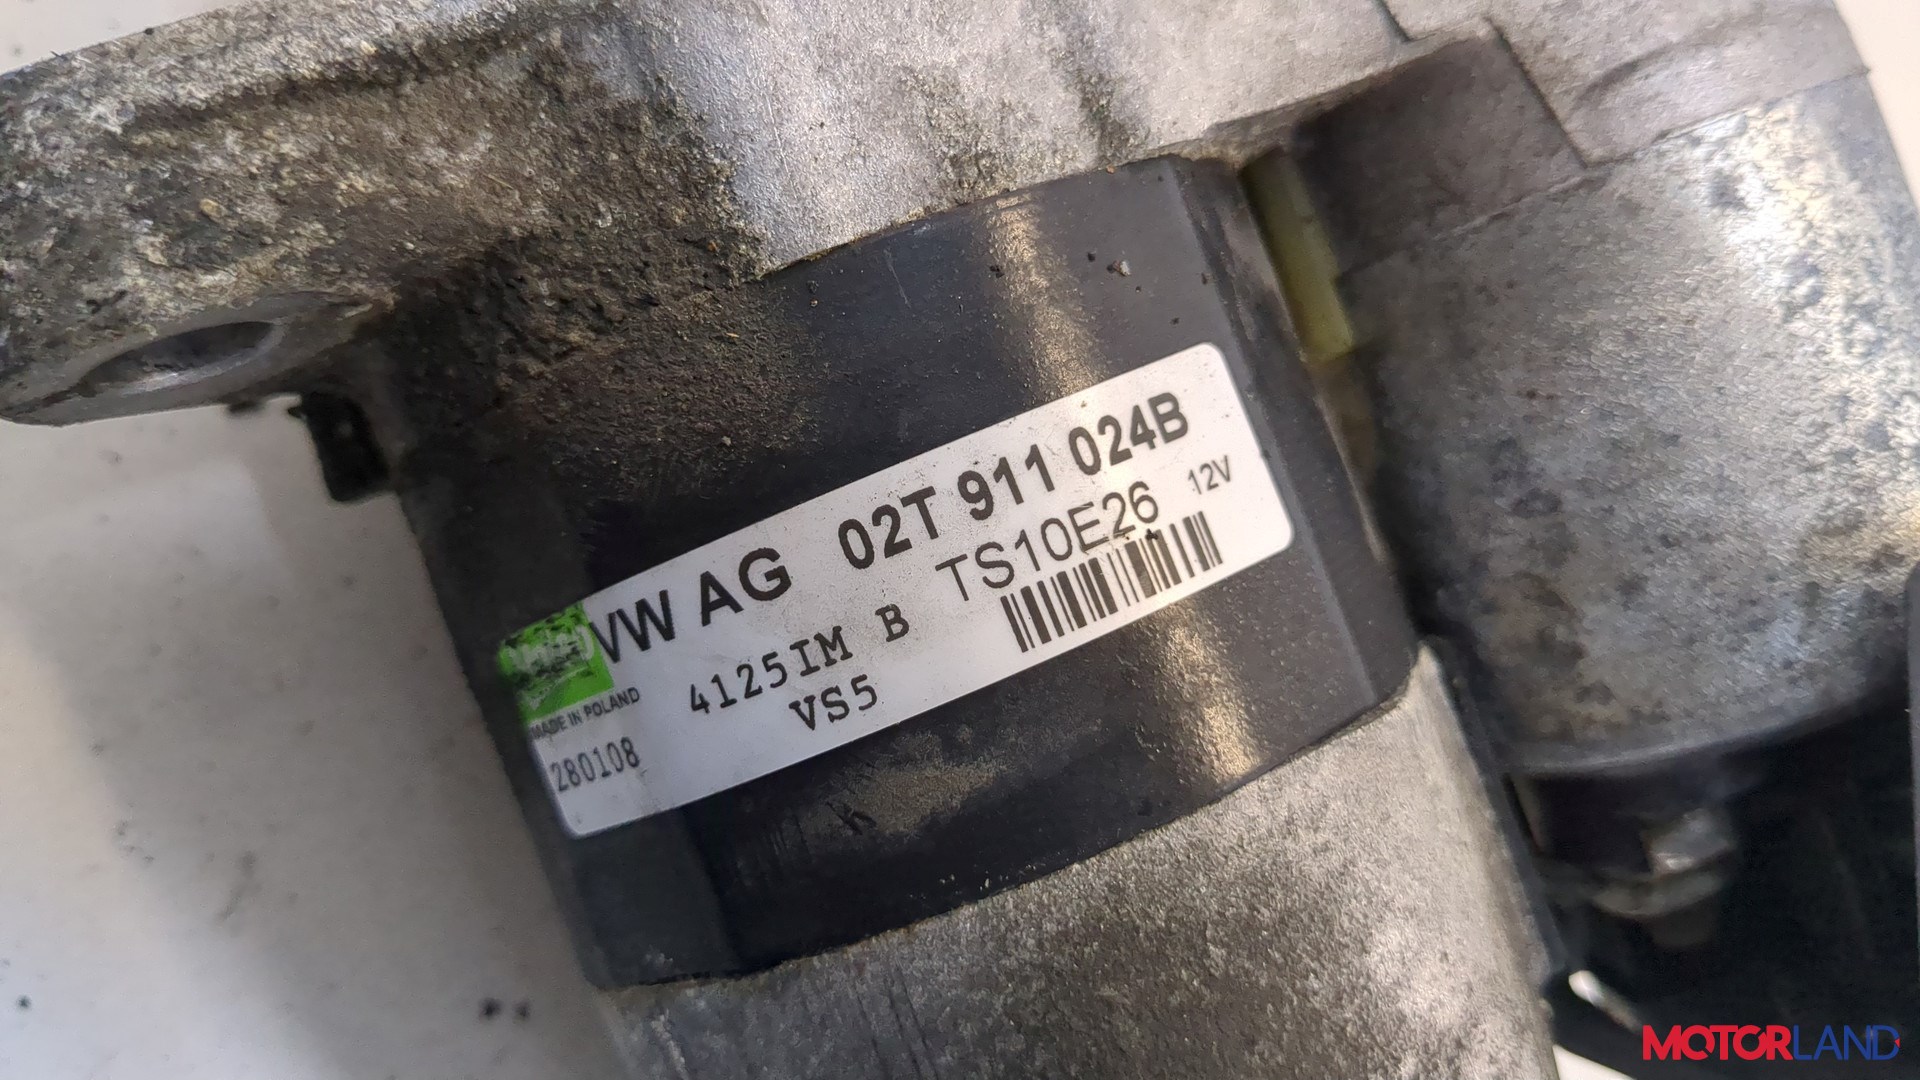 VW AG 02T 911 024B
TS10E26 12V
4125IM B
VS5
MADE IN POLAND
280108
MOTORLAND